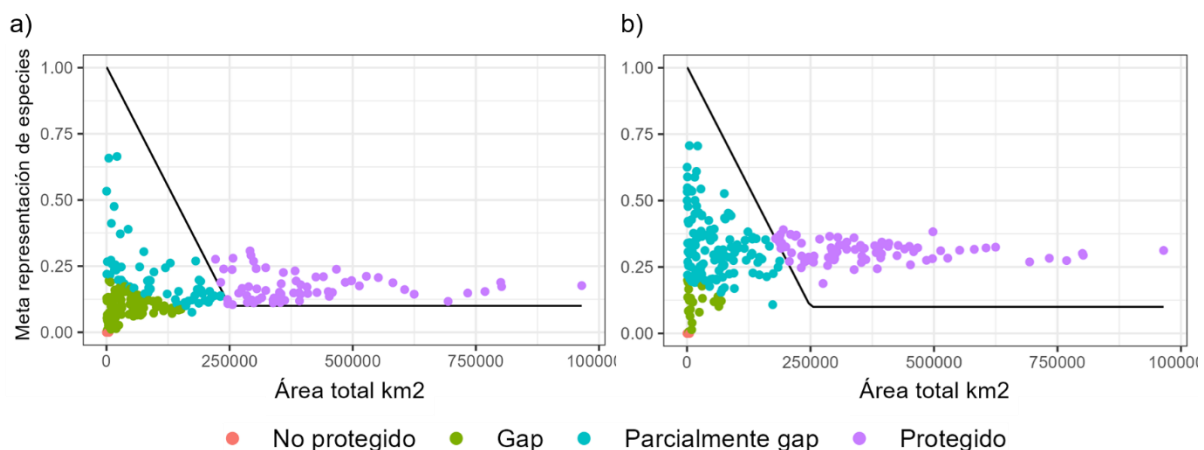 a)
b)
Meta representación de especies
1.00
0.75
0.50
0.25
0.00
0
250000
500000
750000
100000
Área total km2
1.00
0.75
0.50
0.25
0.00
0
250000
500000
750000
100000
Área total km2
No protegido
Gap
Parcialmente gap
Protegido